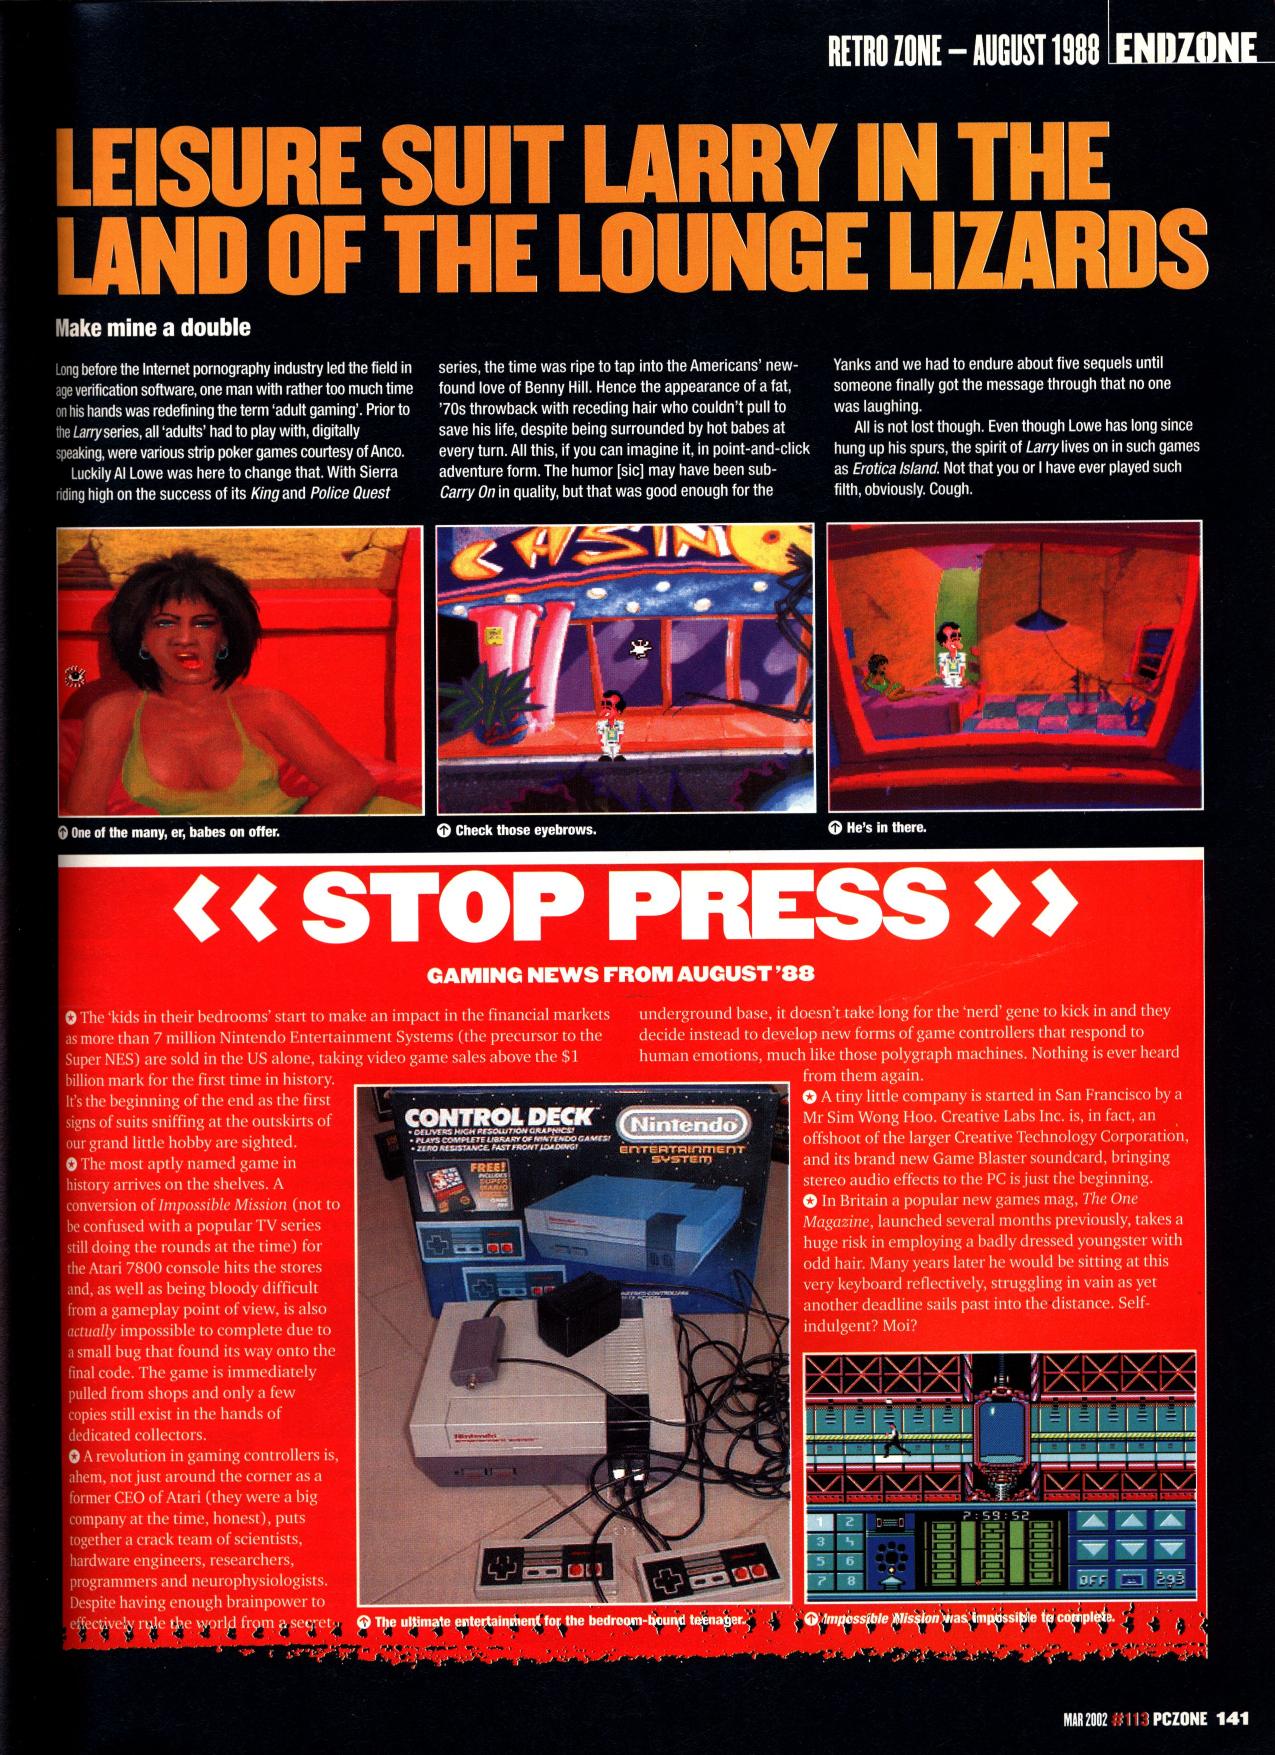 RETRO ZONE – AUGUST 1988 ENDZONE
LEISURE SUIT LARRY IN THE
LAND OF THE LOUNGE LIZARDS
Make mine a double
Long before the Internet pornography industry led the field in
age verification software, one man with rather too much time
on his hands was redefining the term ‘adult gaming’. Prior to
the Larry series, all ‘adults’ had to play with, digitally
speaking, were various strip poker games courtesy of Anco.
Luckily Al Lowe was here to change that. With Sierra
riding high on the success of its King and Police Quest
series, the time was ripe to tap into the Americans’ new-
found love of Benny Hill. Hence the appearance of a fat,
’70s throwback with receding hair who couldn’t pull to
save his life, despite being surrounded by hot babes at
every turn. All this, if you can imagine it, in point-and-click
adventure form. The humor [sic] may have been sub-
Carry On in quality, but that was good enough for the
Yanks and we had to endure about five sequels until
someone finally got the message through that no one
was laughing.
All is not lost though. Even though Lowe has long since
hung up his spurs, the spirit of Larry lives on in such games
as Erotica Island. Not that you or I have ever played such
filth, obviously. Cough.
CASINO
One of the many, er, babes on offer.
Check those eyebrows.
He’s in there.
<< STOP PRESS >>
GAMING NEWS FROM AUGUST ’88
The ‘kids in their bedrooms’ start to make an impact in the financial markets
as more than 7 million Nintendo Entertainment Systems (the precursor to the
Super NES) are sold in the US alone, taking video game sales above the $1
billion mark for the first time in history.
It’s the beginning of the end as the first
signs of suits sniffing at the outskirts of
our grand little hobby are sighted.
The most aptly named game in
history arrives on the shelves. A
conversion of Impossible Mission (not to
be confused with a popular TV series
still doing the rounds at the time) for
the Atari 7800 console hits the stores
and, as well as being bloody difficult
from a gameplay point of view, is also
actually impossible to complete due to
a small bug that found its way onto the
final code. The game is immediately
pulled from shops and only a few
copies still exist in the hands of
dedicated collectors.
A revolution in gaming controllers is,
ahem, not just around the corner as a
former CEO of Atari (they were a big
company at the time, honest), puts
together a crack team of scientists,
hardware engineers, researchers,
programmers and neurophysiologists.
Despite having enough brainpower to
effectively rule the world from a secret
underground base, it doesn’t take long for the ‘nerd’ gene to kick in and they
decide instead to develop new forms of game controllers that respond to
human emotions, much like those polygraph machines. Nothing is ever heard
from them again.
A tiny little company is started in San Francisco by a
Mr Sim Wong Hoo. Creative Labs Inc. is, in fact, an
offshoot of the larger Creative Technology Corporation,
and its brand new Game Blaster soundcard, bringing
stereo audio effects to the PC is just the beginning.
In Britain a popular new games mag, The One
Magazine, launched several months previously, takes a
huge risk in employing a badly dressed youngster with
odd hair. Many years later he would be sitting at this
very keyboard reflectively, struggling in vain as yet
another deadline sails past into the distance. Self-
indulgent? Moi?
CONTROL DECK
• DELIVERS HIGH RESOLUTION GRAPHICS!
• PLAYS COMPLETE LIBRARY OF NINTENDO GAMES!
• ZERO RESISTANCE, FAST FRONT LOADING!
Nintendo
ENTERTAINMENT
SYSTEM
FREE!
INCLUDES
SUPER
MARIO
Nintendo
The ultimate entertainment for the bedroom-bound teenager.
7:59:52
1 2
3 4
5 6
7 8
OFF
293
Impossible Mission was impossible to complete.
MAR 2002 #113 PCZONE 141